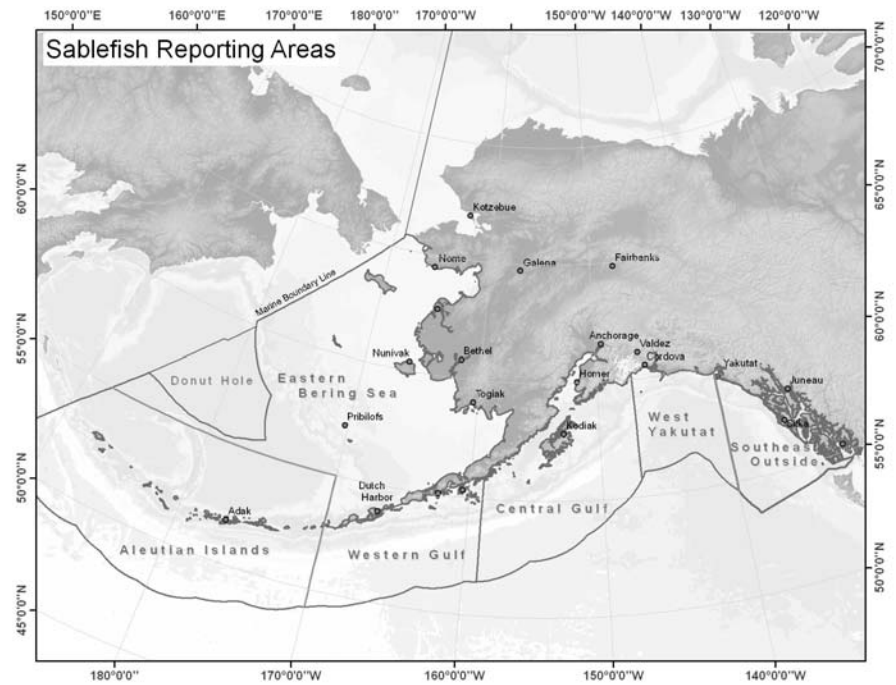 150°0'0"E 160°0'0"E 170°0'0"E 180°0'0" 170°0'0"W 150°0'0"W 140°0'0"W 130°0'0"W 120°0'0"W
Sablefish Reporting Areas
70°0'0"N
65°0'0"N
60°0'0"N
55°0'0"N
50°0'0"N
60°0'0"N
55°0'0"N
50°0'0"N
45°0'0"N
Kotzebue
Nome
Galena
Fairbanks
Marine Boundary Line
Anchorage
Valdez
Cordova
Nunivak
Bethel
Homer
Yakutat
Juneau
Donut Hole
Eastern
Bering Sea
Togiak
Pribilofs
Kodiak
West
Yakutat
Sitka
Southeast
Outside
Dutch
Harbor
Adak
Central Gulf
Aleutian Islands
Western Gulf
180°0'0" 170°0'0"W 160°0'0"W 150°0'0"W 140°0'0"W